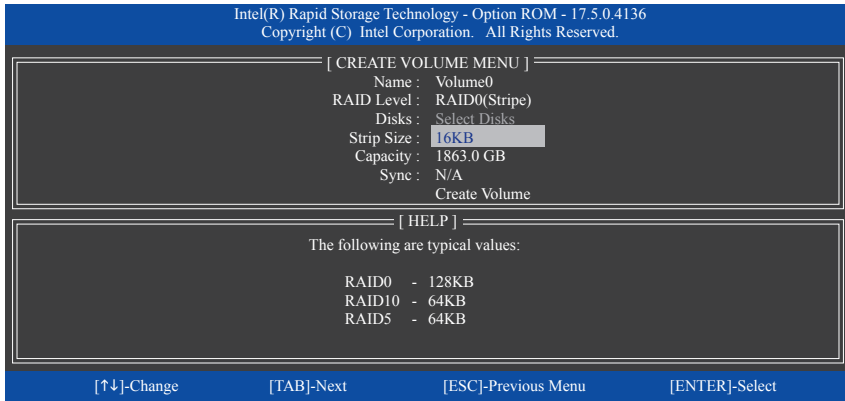 Intel(R) Rapid Storage Technology - Option ROM - 17.5.0.4136
Copyright (C) Intel Corporation. All Rights Reserved.
[ CREATE VOLUME MENU ]
Name : Volume0
RAID Level : RAID0(Stripe)
Disks : Select Disks
Strip Size : 16KB
Capacity : 1863.0 GB
Sync : N/A
Create Volume
[ HELP ]
The following are typical values:
RAID0 - 128KB
RAID10 - 64KB
RAID5 - 64KB
[↑↓]-Change [TAB]-Next [ESC]-Previous Menu [ENTER]-Select